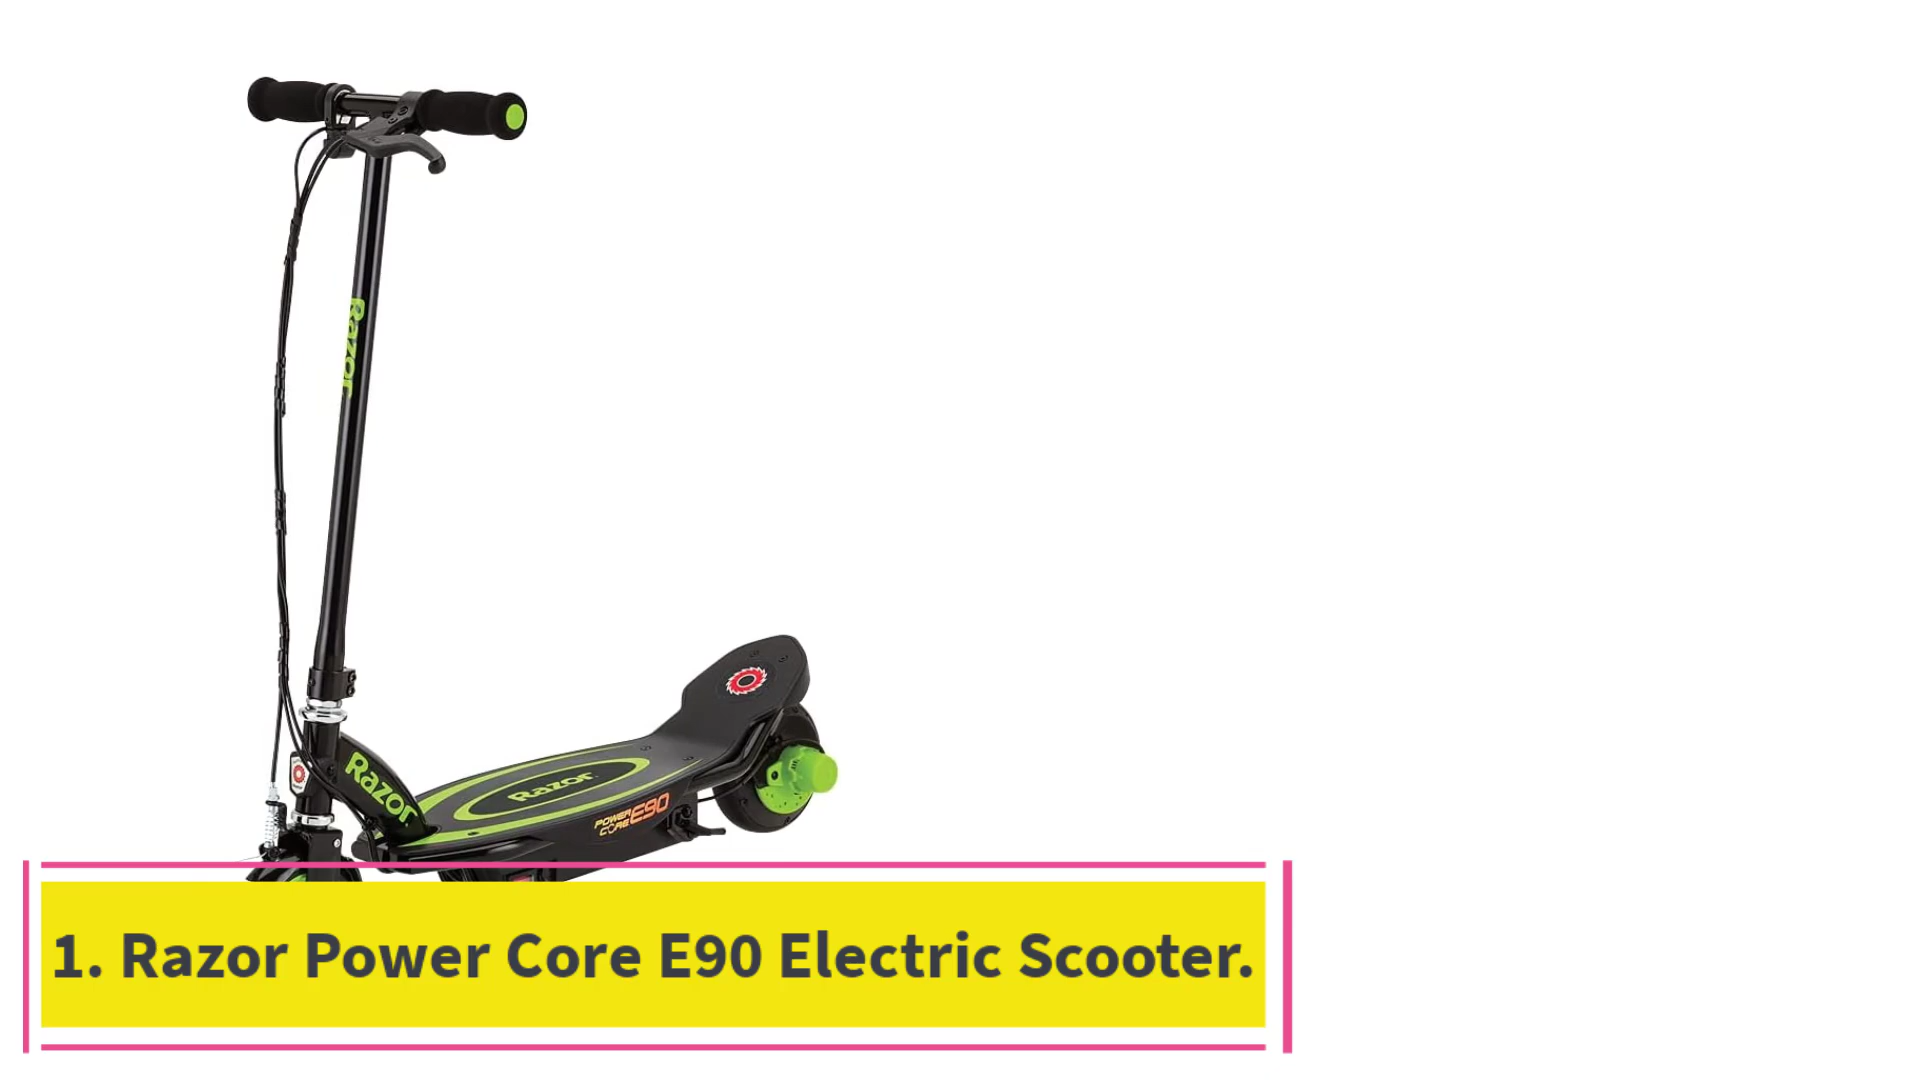 Razor
Razor
Razor
POWER
CORE E90
1. Razor Power Core E90 Electric Scooter.